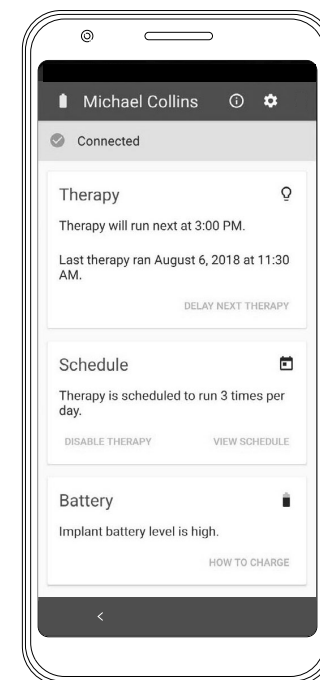 Michael Collins
Connected
Therapy
Therapy will run next at 3:00 PM.
Last therapy ran August 6, 2018 at 11:30
AM.
DELAY NEXT THERAPY
Schedule
Therapy is scheduled to run 3 times per
day.
DISABLE THERAPY VIEW SCHEDULE
Battery
Implant battery level is high.
HOW TO CHARGE